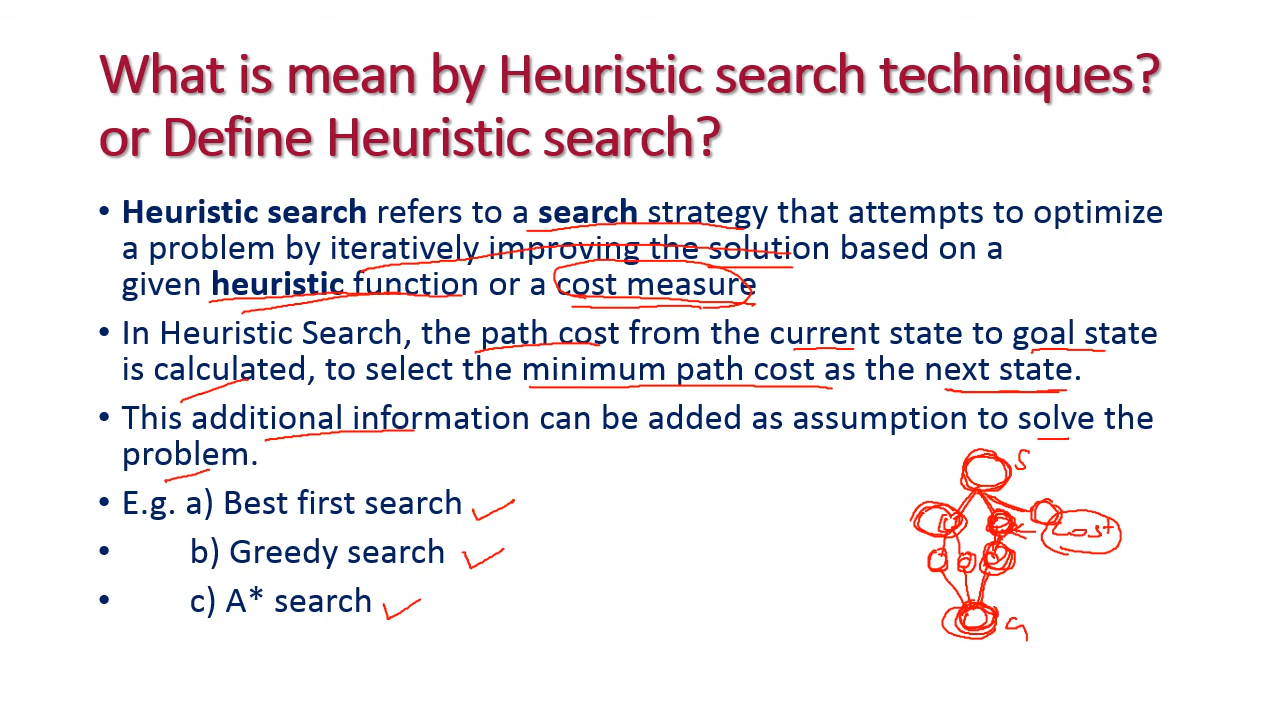 What is mean by Heuristic search techniques?
or Define Heuristic search?
• Heuristic search refers to a search strategy that attempts to optimize
a problem by iteratively improving the solution based on a
given heuristic function or a cost measure
• In Heuristic Search, the path cost from the current state to goal state
is calculated, to select the minimum path cost as the next state.
• This additional information can be added as assumption to solve the
problem.
• E.g. a) Best first search
• b) Greedy search
• c) A* search
S
cost
G